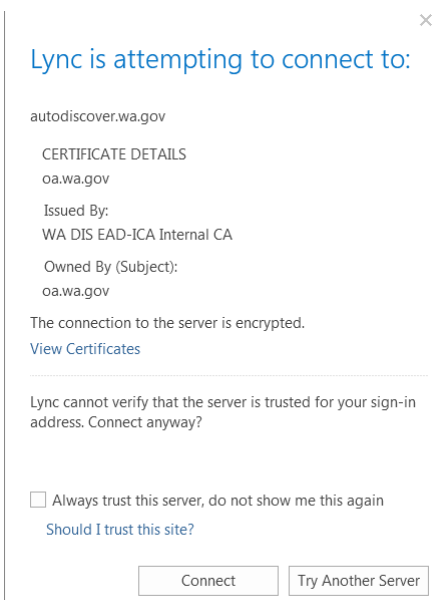 Lync is attempting to connect to:
autodiscover.wa.gov
CERTIFICATE DETAILS
oa.wa.gov
Issued By:
WA DIS EAD-ICA Internal CA
Owned By (Subject):
oa.wa.gov
The connection to the server is encrypted.
View Certificates
Lync cannot verify that the server is trusted for your sign-in
address. Connect anyway?
Always trust this server, do not show me this again
Should I trust this site?
Connect
Try Another Server